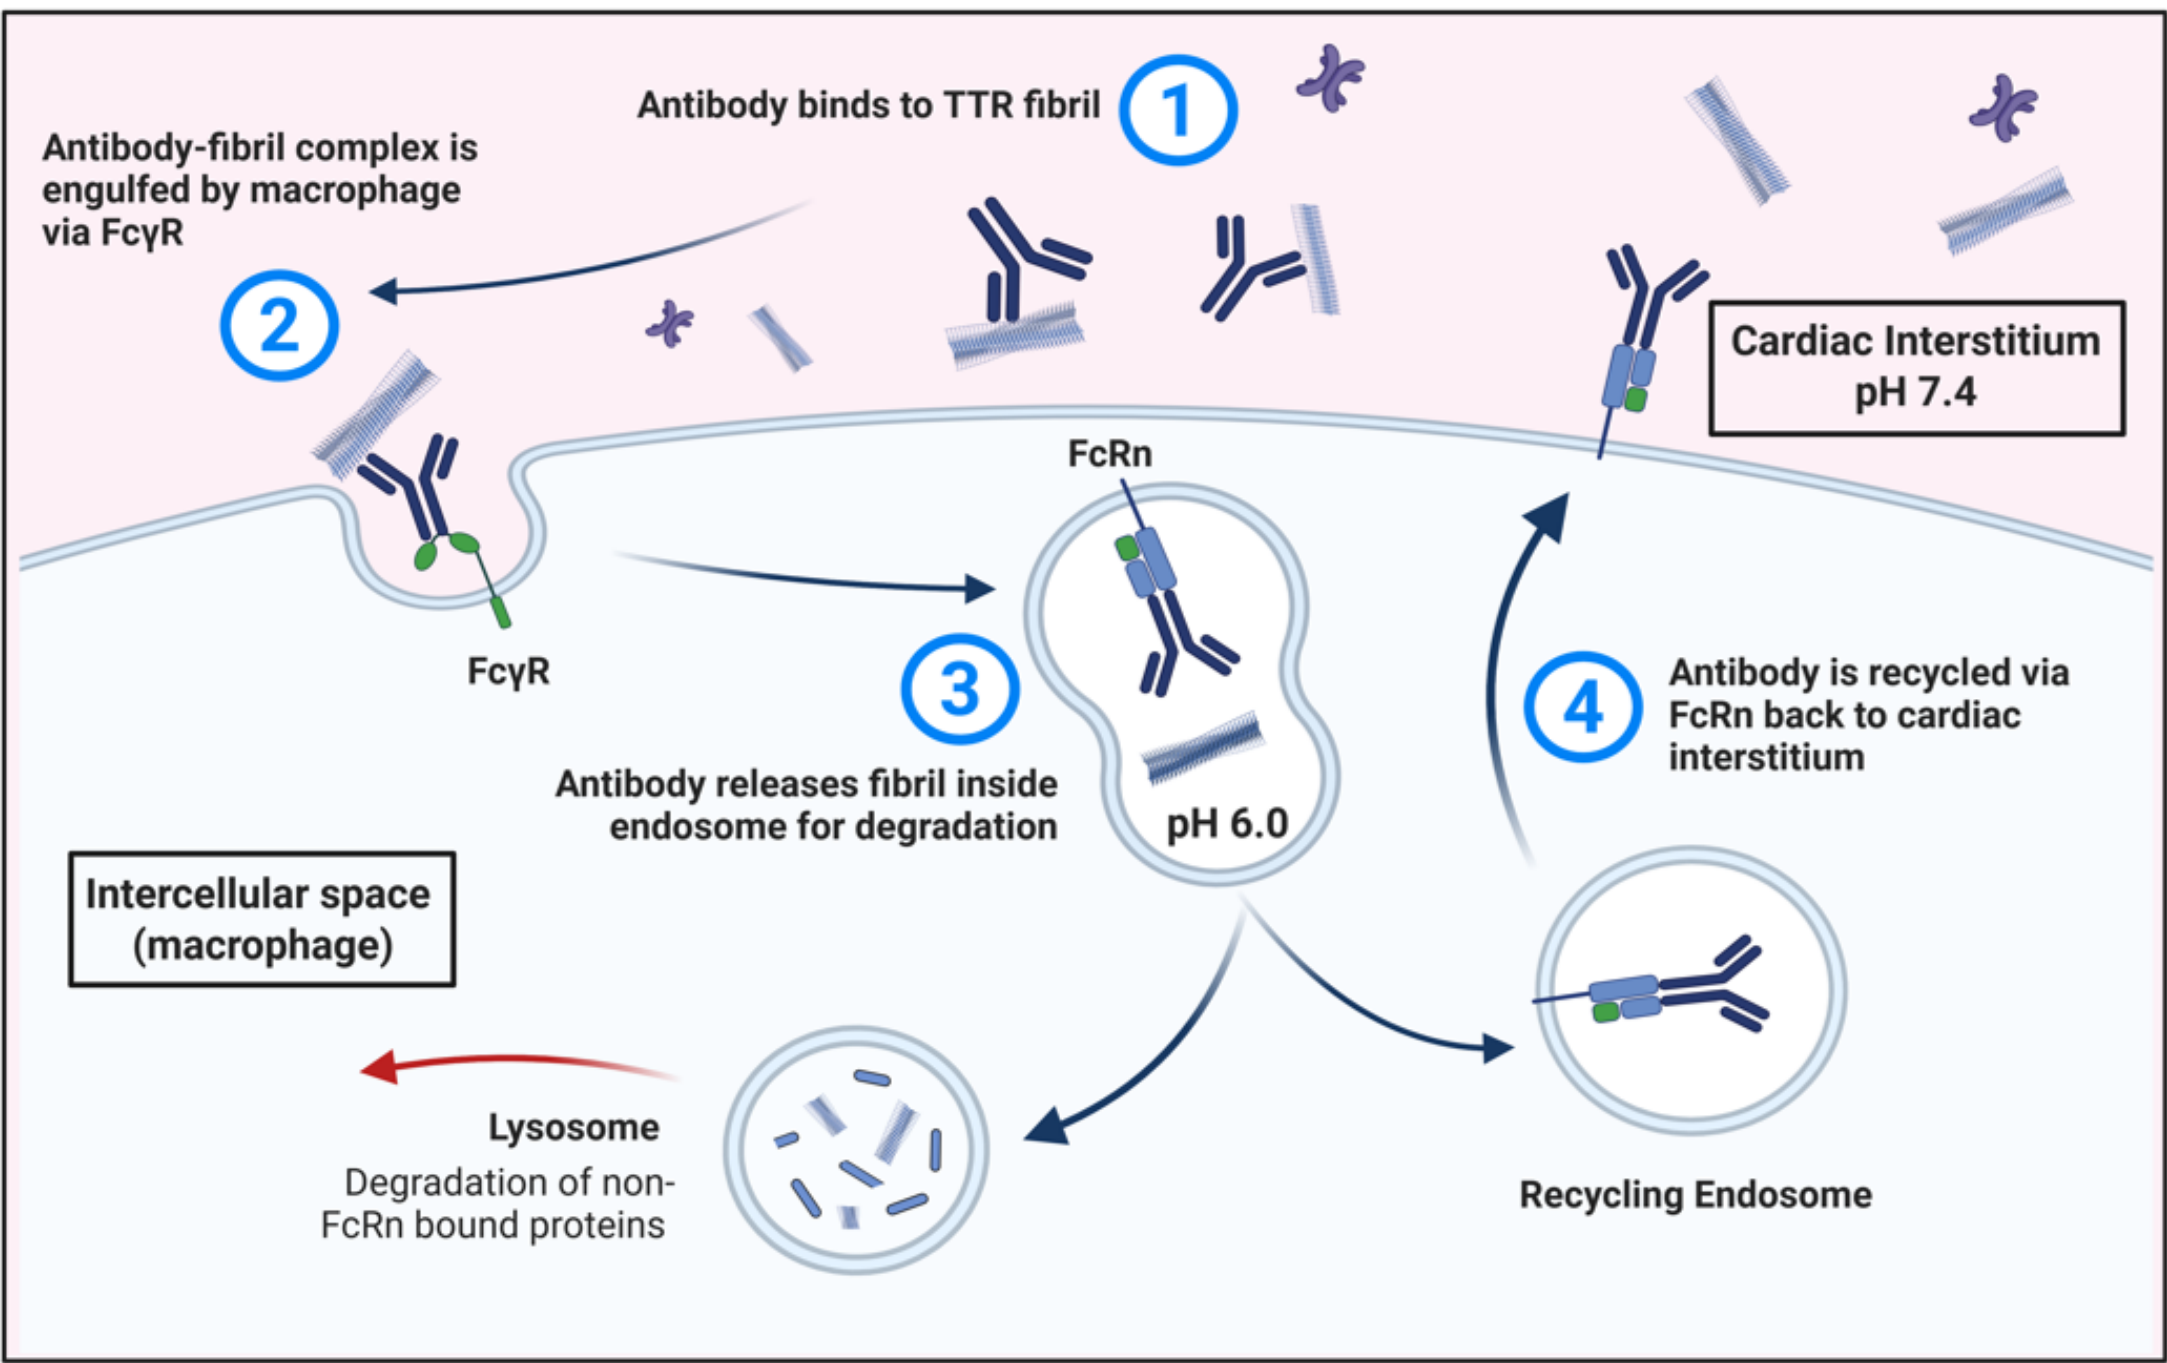 Antibody binds to TTR fibril
1
Antibody-fibril complex is
engulfed by macrophage
via FcγR
2
Cardiac Interstitium
pH 7.4
FcRn
FcγR
3
Antibody releases fibril inside
endosome for degradation
pH 6.0
4
Antibody is recycled via
FcRn back to cardiac
interstitium
Intercellular space
(macrophage)
Lysosome
Degradation of non-
FcRn bound proteins
Recycling Endosome